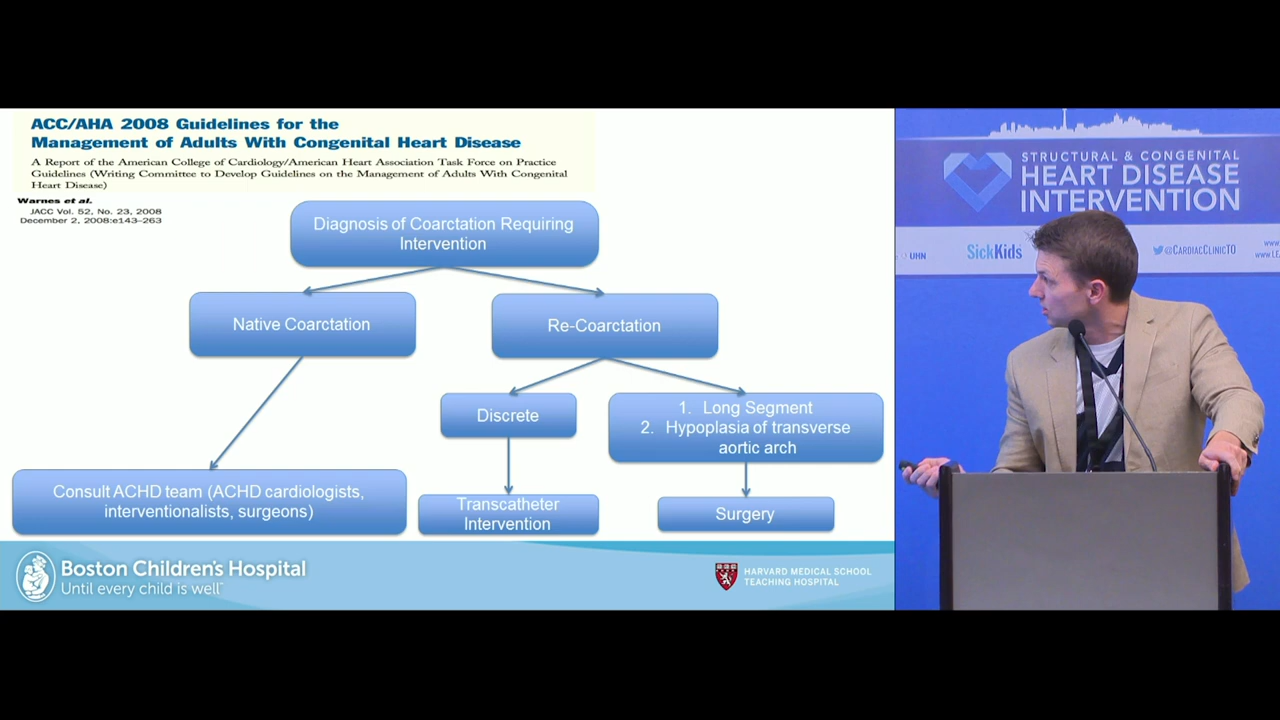 ACC/AHA 2008 Guidelines for the
Management of Adults With Congenital Heart Disease
A Report of the American College of Cardiology/American Heart Association Task Force on Practice
Guidelines (Writing Committee to Develop Guidelines on the Management of Adults With Congenital
Heart Disease)
Warnes et al.
JACC Vol. 52, No. 23, 2008
December 2, 2008:e143–263
Diagnosis of Coarctation Requiring
Intervention
Native Coarctation
Re-Coarctation
Discrete
1. Long Segment
2. Hypoplasia of transverse
aortic arch
Consult ACHD team (ACHD cardiologists,
interventionalists, surgeons)
Transcatheter
Intervention
Surgery
Boston Children's Hospital
Until every child is well™
HARVARD MEDICAL SCHOOL
TEACHING HOSPITAL
STRUCTURAL & CONGENITAL
HEART DISEASE
INTERVENTION
UHN
SickKids
@CARDIACCLINICTO
www.
www.LE